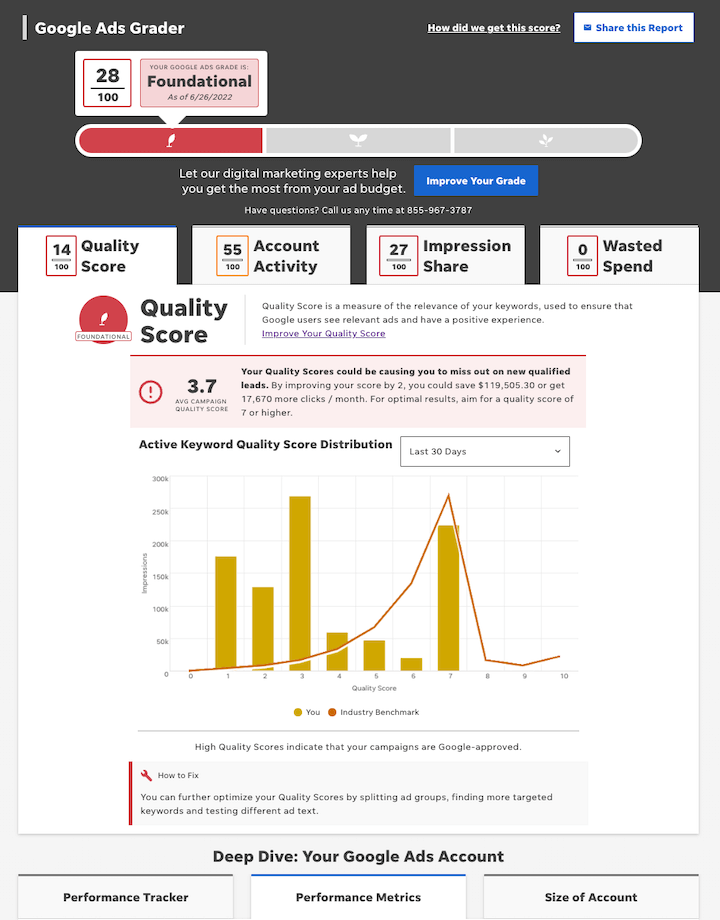 Google Ads Grader
How did we get this score?
Share this Report
28
100
YOUR GOOGLE ADS GRADE IS:
Foundational
As of 6/26/2022
Let our digital marketing experts help
you get the most from your ad budget.
Improve Your Grade
Have questions? Call us any time at 855-967-3787
14
100
Quality
Score
55
100
Account
Activity
27
100
Impression
Share
0
100
Wasted
Spend
FOUNDATIONAL
Quality
Score
Quality Score is a measure of the relevance of your keywords, used to ensure that
Google users see relevant ads and have a positive experience.
Improve Your Quality Score
3.7
AVG CAMPAIGN
QUALITY SCORE
Your Quality Scores could be causing you to miss out on new qualified
leads. By improving your score by 2, you could save $119,505.30 or get
17,670 more clicks / month. For optimal results, aim for a quality score of
7 or higher.
Active Keyword Quality Score Distribution
Last 30 Days
300k
250k
200k
150k
100k
50k
0
Impressions
0 1 2 3 4 5 6 7 8 9 10
Quality Score
You
Industry Benchmark
High Quality Scores indicate that your campaigns are Google-approved.
How to Fix
You can further optimize your Quality Scores by splitting ad groups, finding more targeted
keywords and testing different ad text.
Deep Dive: Your Google Ads Account
Performance Tracker
Performance Metrics
Size of Account